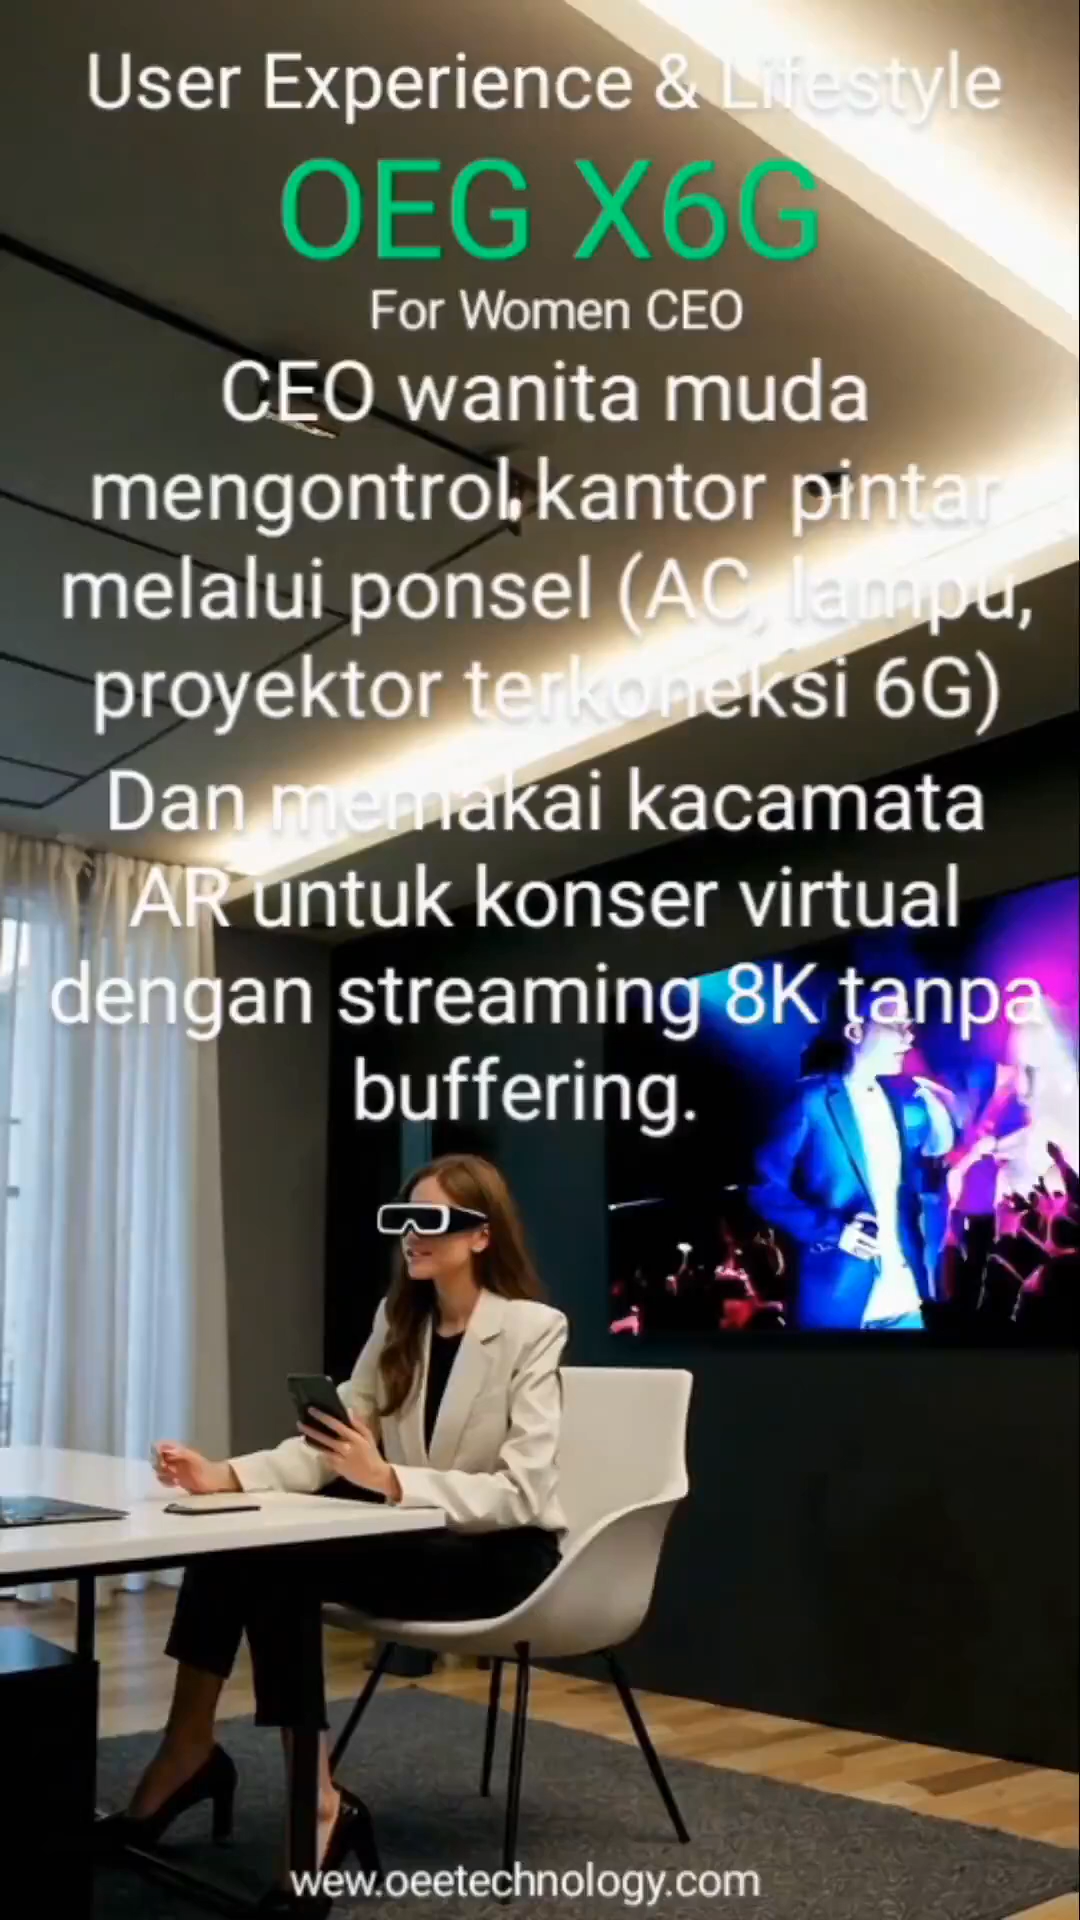 User Experience & Lifestyle
OEG X6G
For Women CEO
CEO wanita muda
mengontrol kantor pintar
melalui ponsel (AC, lampu,
proyektor terkoneksi 6G)
Dan memakai kacamata
AR untuk konser virtual
dengan streaming 8K tanpa
buffering.
wew.oeetechnology.com